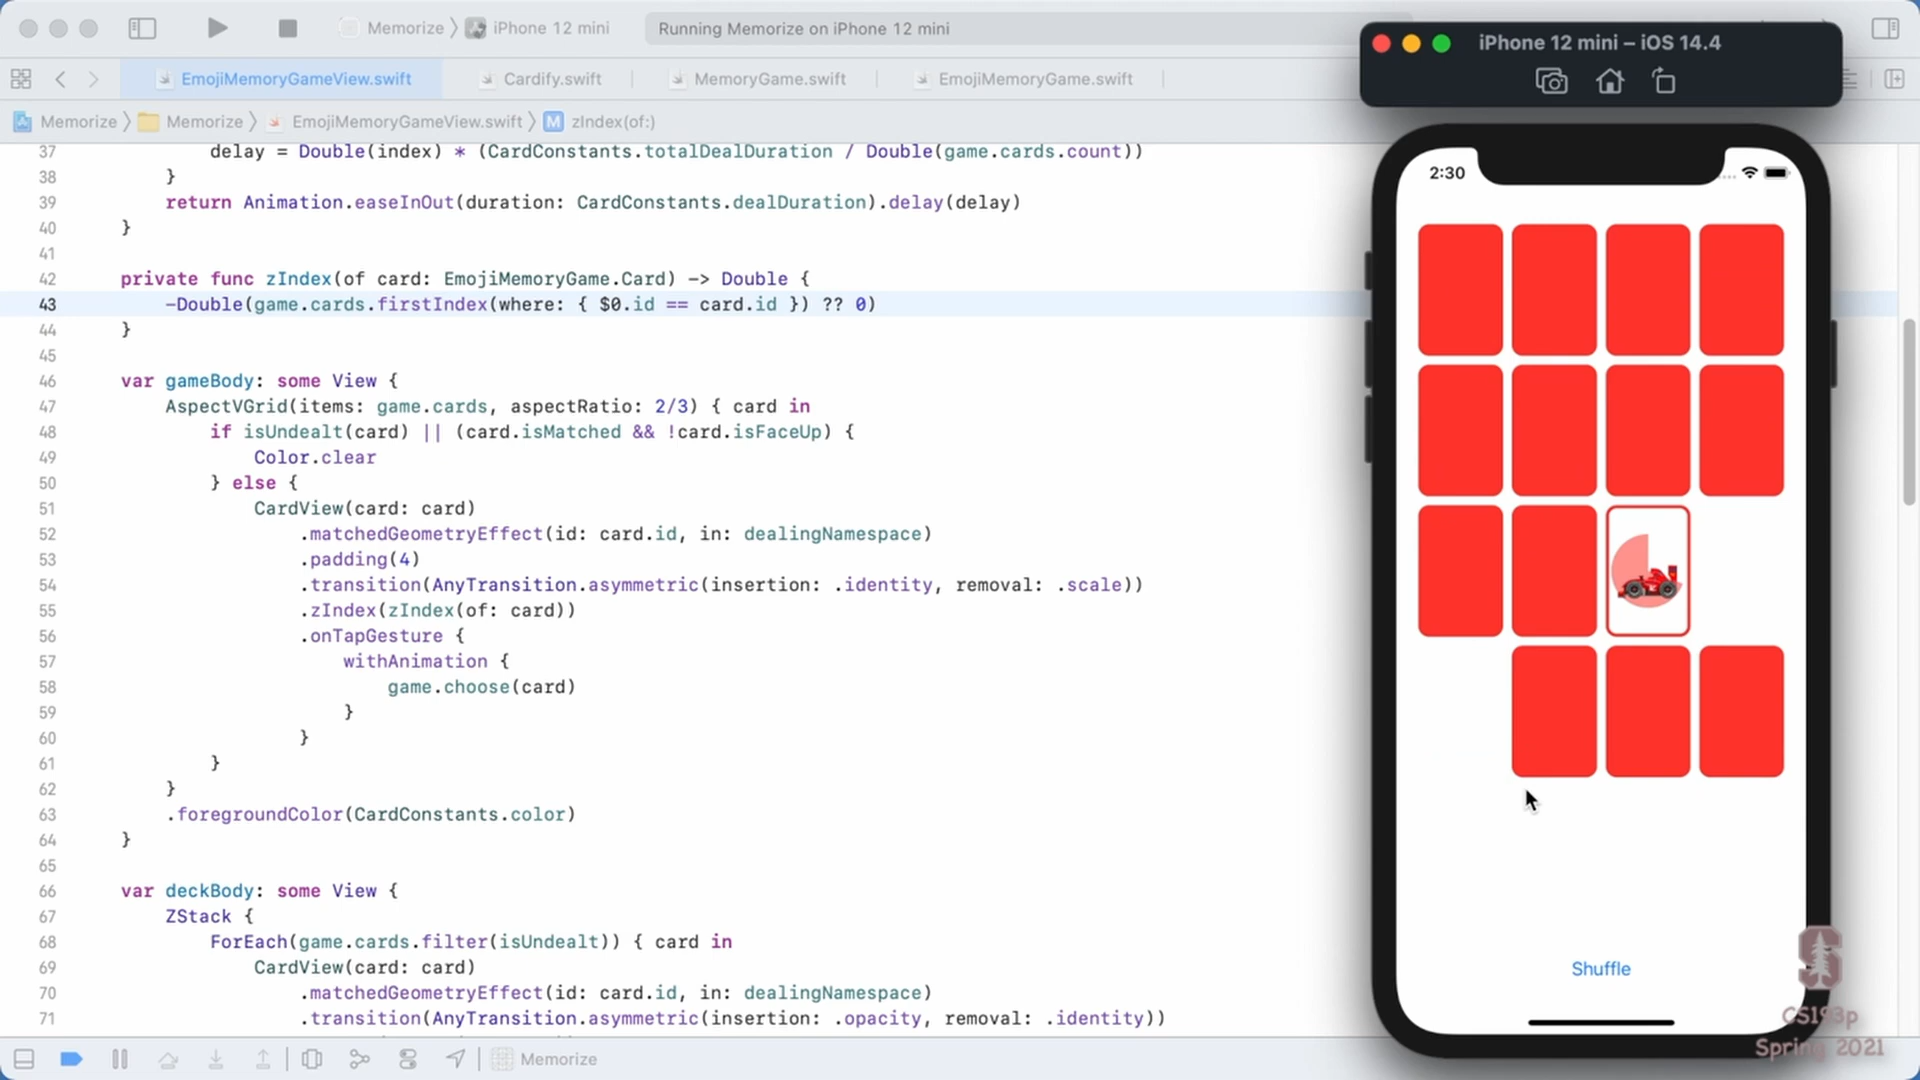 Memorize 〉 iPhone 12 mini
Running Memorize on iPhone 12 mini
iPhone 12 mini – iOS 14.4
EmojiMemoryGameView.swift
Cardify.swift
MemoryGame.swift
EmojiMemoryGame.swift
Memorize 〉 Memorize 〉 EmojiMemoryGameView.swift 〉 M zIndex(of:)
37 delay = Double(index) * (CardConstants.totalDealDuration / Double(game.cards.count))
38 }
39 return Animation.easeInOut(duration: CardConstants.dealDuration).delay(delay)
40 }
41
42 private func zIndex(of card: EmojiMemoryGame.Card) -> Double {
43 -Double(game.cards.firstIndex(where: { $0.id == card.id }) ?? 0)
44 }
45
46 var gameBody: some View {
47 AspectVGrid(items: game.cards, aspectRatio: 2/3) { card in
48 if isUndealt(card) || (card.isMatched && !card.isFaceUp) {
49 Color.clear
50 } else {
51 CardView(card: card)
52 .matchedGeometryEffect(id: card.id, in: dealingNamespace)
53 .padding(4)
54 .transition(AnyTransition.asymmetric(insertion: .identity, removal: .scale))
55 .zIndex(zIndex(of: card))
56 .onTapGesture {
57 withAnimation {
58 game.choose(card)
59 }
60 }
61 }
62 }
63 .foregroundColor(CardConstants.color)
64 }
65
66 var deckBody: some View {
67 ZStack {
68 ForEach(game.cards.filter(isUndealt)) { card in
69 CardView(card: card)
70 .matchedGeometryEffect(id: card.id, in: dealingNamespace)
71 .transition(AnyTransition.asymmetric(insertion: .opacity, removal: .identity))
Memorize
2:30
Shuffle
S
CS193p
Spring 2021